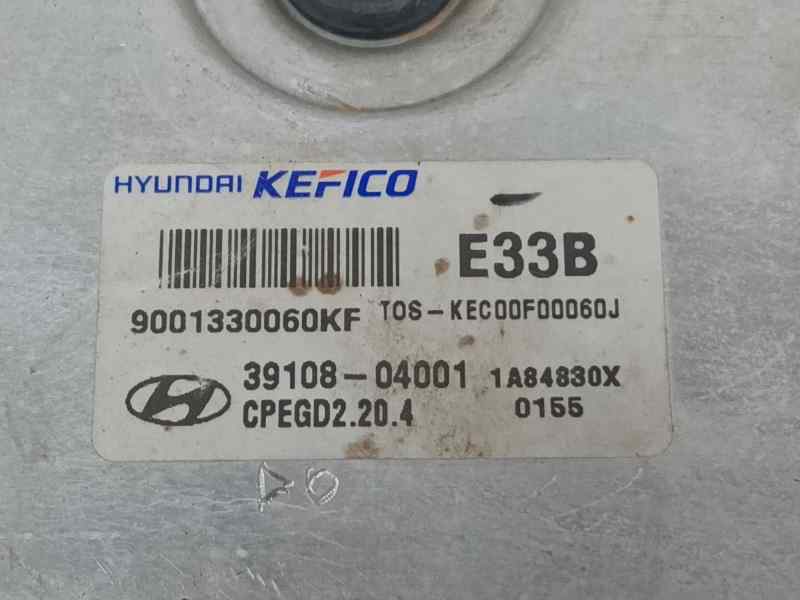 HYUNDAI KEFICO
E33B
9001330060KF TOS-KEC00F00060J
39108-04001 1A84830X
CPEGD2.20.4 0155